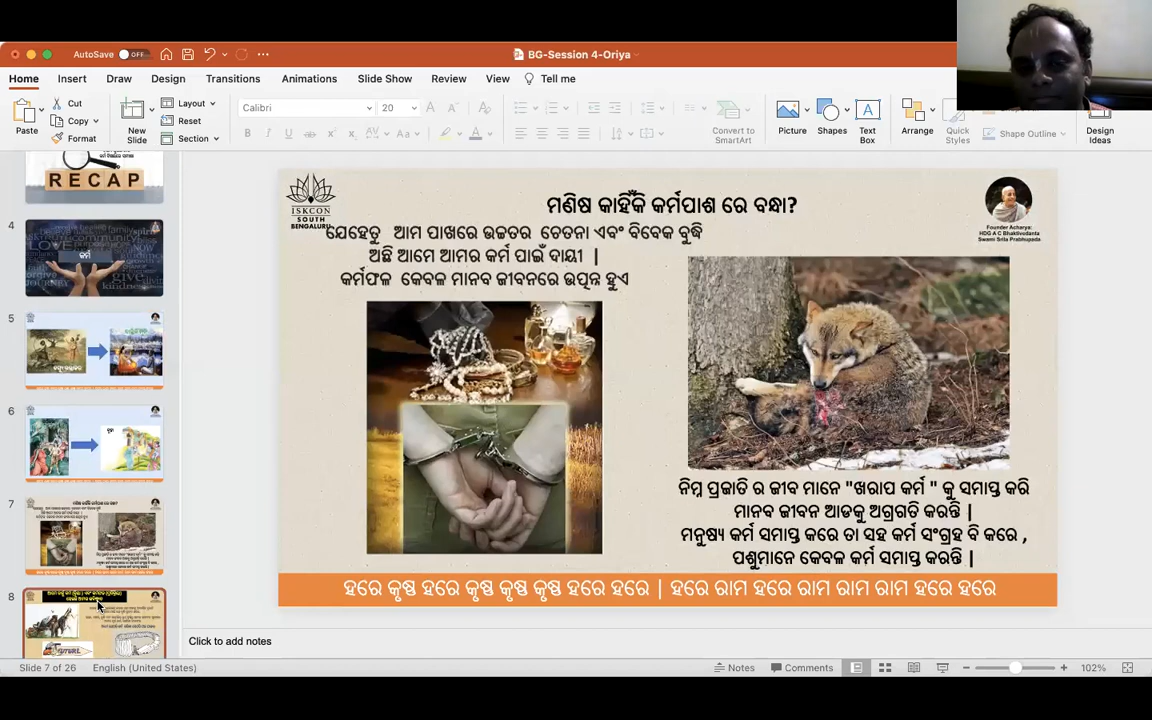 AutoSave OFF
BG-Session 4-Oriya
Home Insert Draw Design Transitions Animations Slide Show Review View Tell me
Paste
Cut
Copy
Format
New Slide
Layout
Reset
Section
Calibri 20
Convert to SmartArt
Picture
Shapes
Text Box
Arrange
Quick Styles
Shape Outline
Design Ideas
RECAP
4
କର୍ମ
5
6
7
8
ISKCON
SOUTH
BENGALURU
ମଣିଷ କାହିଁକି କର୍ମପାଶ ରେ ବନ୍ଧା?
Founder Acharya:
HDG A C Bhaktivedanta
Swami Srila Prabhupada
ଯେହେତୁ ଆମ ପାଖରେ ଉଚ୍ଚତର ଚେତନା ଏବଂ ବିବେକ ବୁଦ୍ଧି
ଅଛି ଆମେ ଆମର କର୍ମ ପାଇଁ ଦାୟୀ |
କର୍ମଫଳ କେବଳ ମାନବ ଜୀବନରେ ଉତ୍ପନ୍ନ ହୁଏ
ନିମ୍ନ ପ୍ରଜାତି ର ଜୀବ ମାନେ "ଖରାପ କର୍ମ " କୁ ସମାପ୍ତ କରି
ମାନବ ଜୀବନ ଆଡକୁ ଅଗ୍ରଗତି କରନ୍ତି |
ମନୁଷ୍ୟ କର୍ମ ସମାପ୍ତ କରେ ତା ସହ କର୍ମ ସଂଗ୍ରହ ବି କରେ ,
ପଶୁମାନେ କେବଳ କର୍ମ ସମାପ୍ତ କରନ୍ତି |
ହରେ କୃଷ୍ଣ ହରେ କୃଷ୍ଣ କୃଷ୍ଣ କୃଷ୍ଣ ହରେ ହରେ | ହରେ ରାମ ହରେ ରାମ ରାମ ରାମ ହରେ ହରେ
Click to add notes
Slide 7 of 26 English (United States) Notes Comments 102%